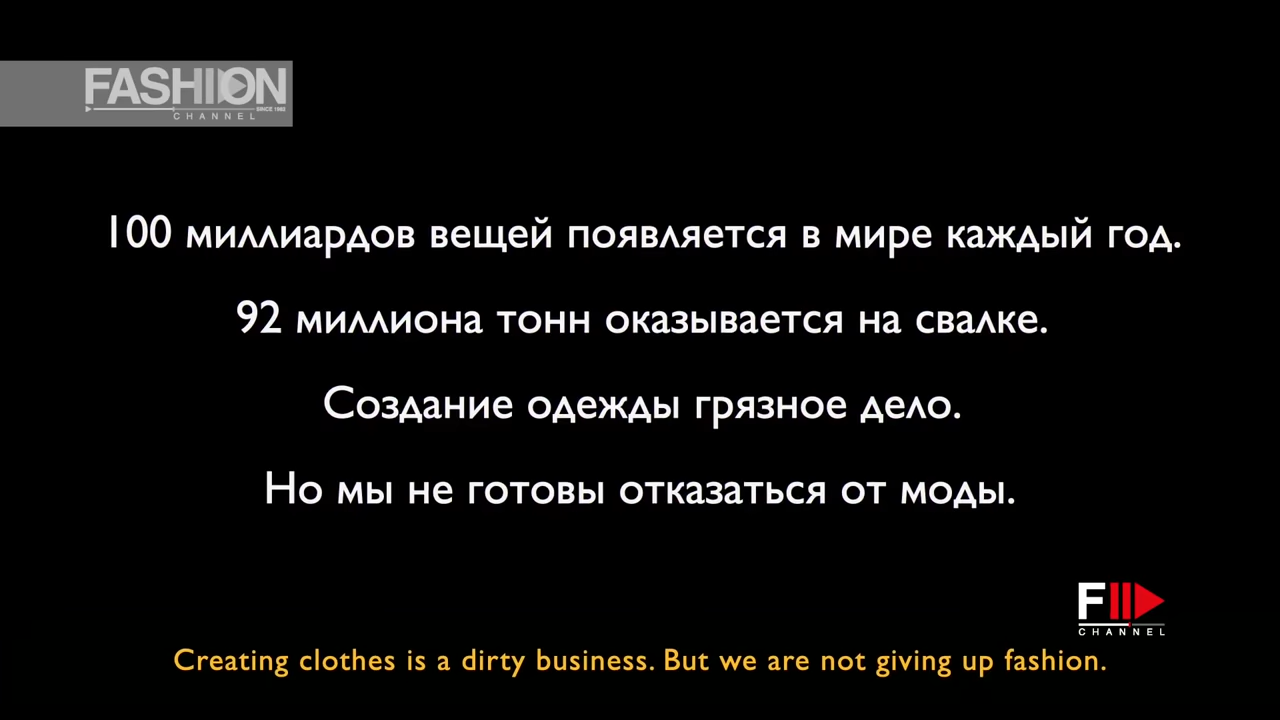 FASHION
SINCE 1982
CHANNEL
100 миллиардов вещей появляется в мире каждый год.
92 миллиона тонн оказывается на свалке.
Создание одежды грязное дело.
Но мы не готовы отказаться от моды.
F
CHANNEL
Creating clothes is a dirty business. But we are not giving up fashion.